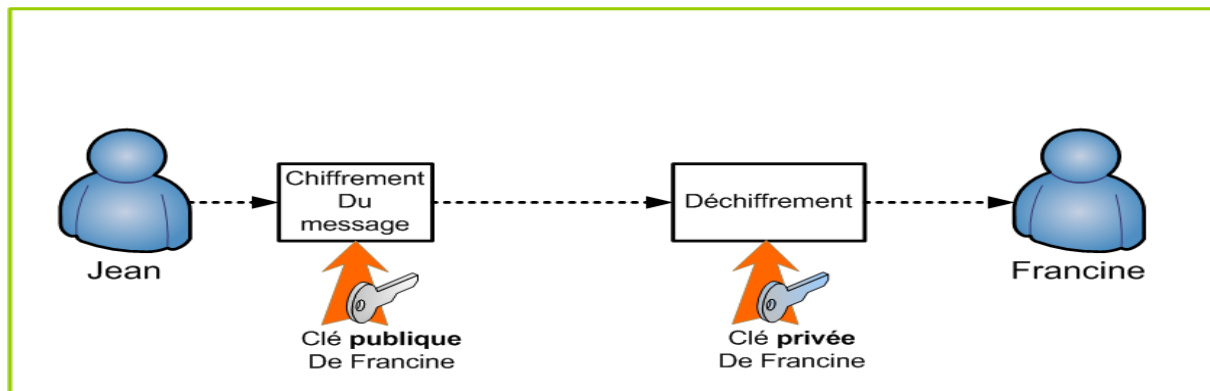 Chiffrement
Du
message
Déchiffrement
Jean
Francine
Clé publique
De Francine
Clé privée
De Francine